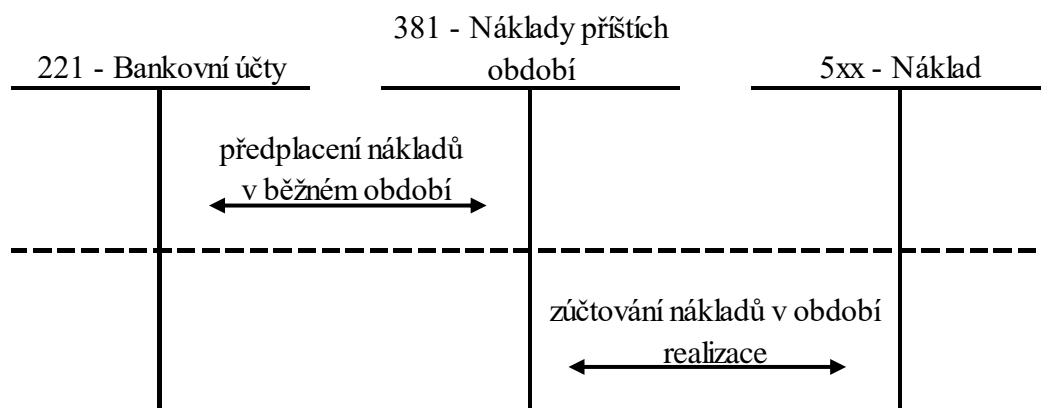 381 - Náklady příštích
221 - Bankovní účty
období
5xx - Náklad
předplacení nákladů
v běžném období
zúčtování nákladů v období
realizace